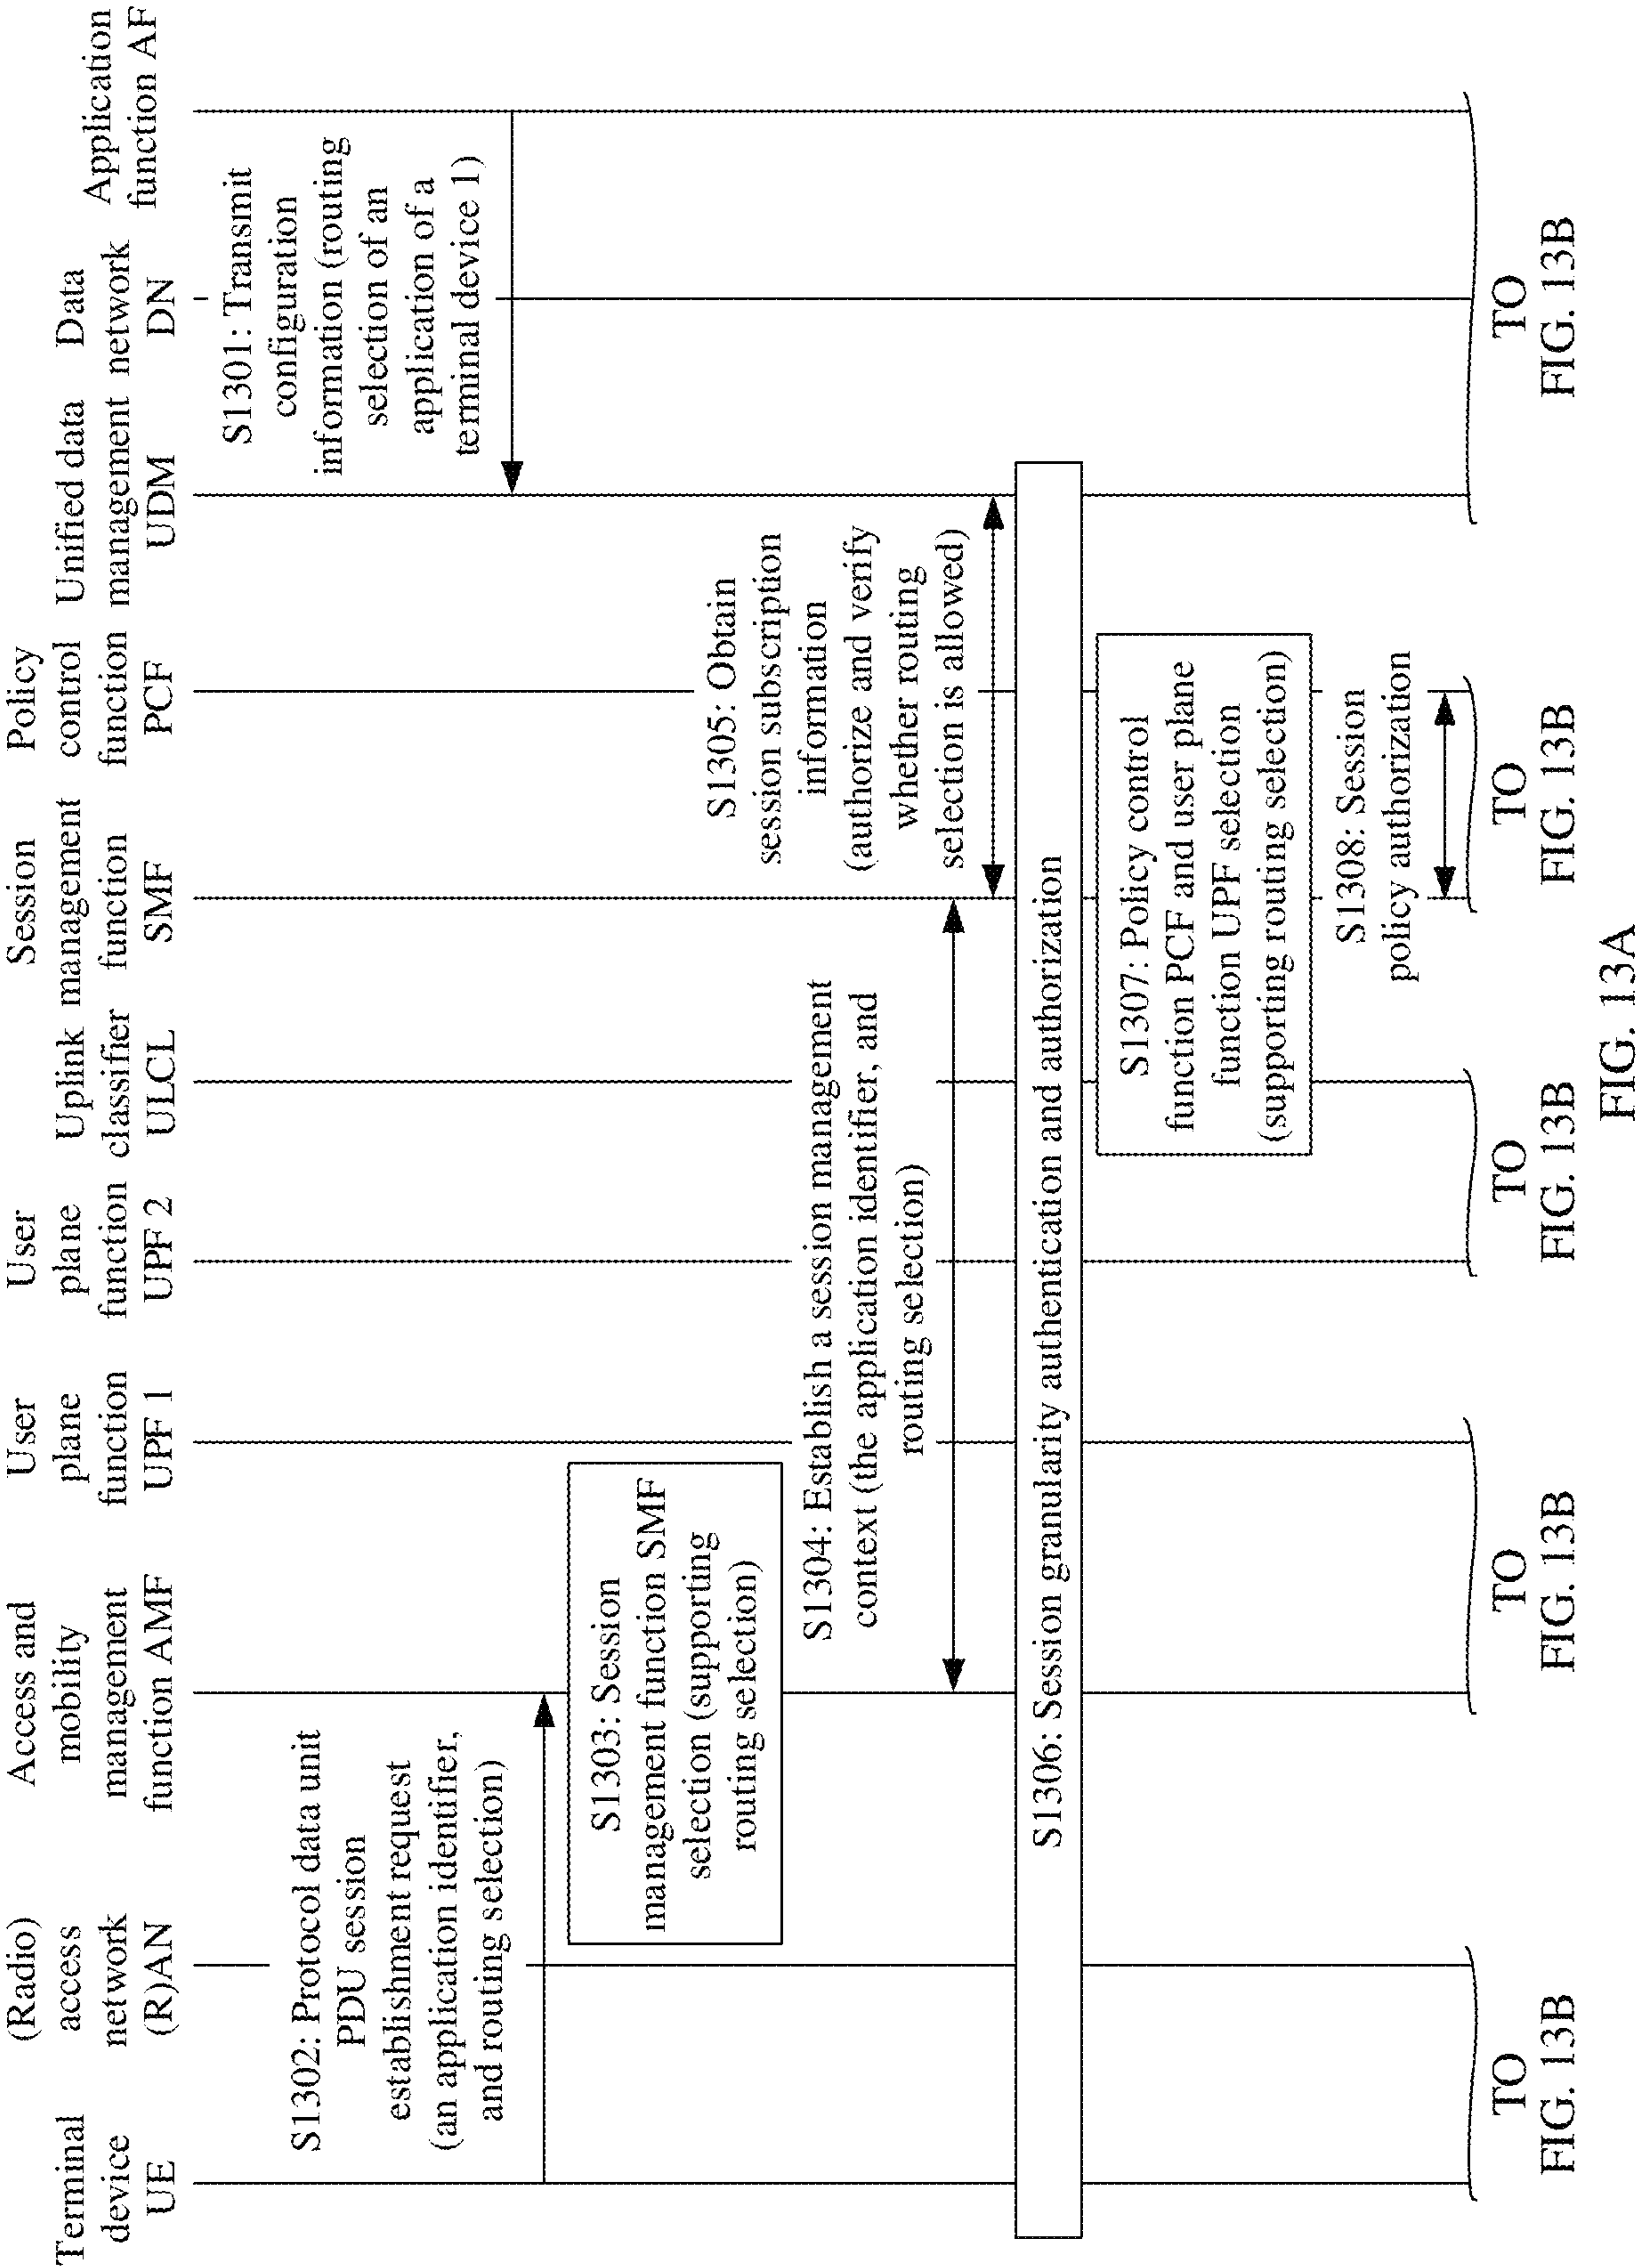 Terminal
device
UE
(Radio)
access
network
(R)AN
Access and
mobility
management
function AMF
User
plane
function
UPF 1
User
plane
function
UPF 2
Uplink
classifier
ULCL
Session
management
function
SMF
Policy
control
function
PCF
Unified data
management
UDM
Data
network
DN
Application
function AF
S1301: Transmit
configuration
information (routing
selection of an
application of a
terminal device 1)
S1302: Protocol data unit
PDU session
establishment request
(an application identifier,
and routing selection)
S1303: Session
management function SMF
selection (supporting
routing selection)
S1304: Establish a session management
context (the application identifier, and
routing selection)
S1305: Obtain
session subscription
information
(authorize and verify
whether routing
selection is allowed)
S1306: Session granularity authentication and authorization
S1307: Policy control
function PCF and user plane
function UPF selection
(supporting routing selection)
S1308: Session
policy authorization
TO
FIG. 13B
TO
FIG. 13B
TO
FIG. 13B
TO
FIG. 13B
TO
FIG. 13B
FIG. 13A